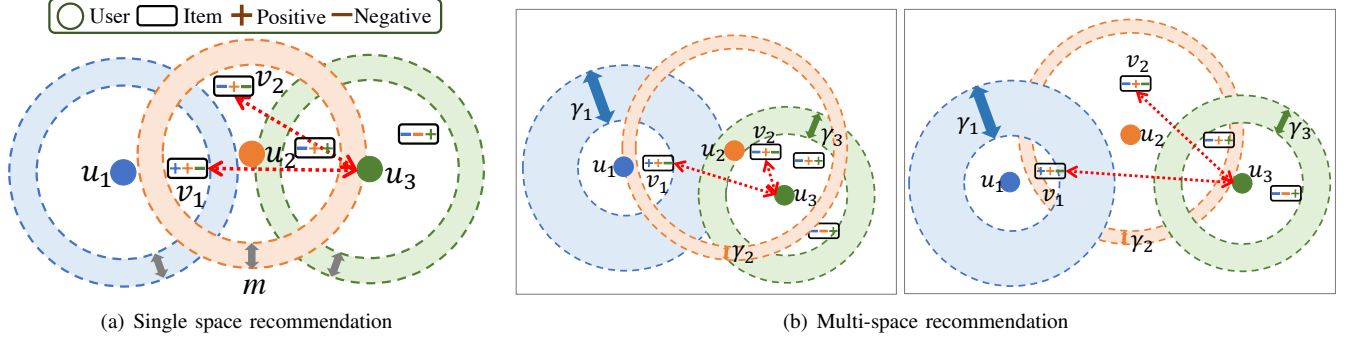 User Item Positive Negative
v₂
u₁
u₂
u₃
v₁
m
(a) Single space recommendation
γ₁
γ₃
v₂
u₂
u₁
v₁
u₃
γ₂
v₂
γ₁
γ₃
u₂
u₁
v₁
u₃
γ₂
(b) Multi-space recommendation